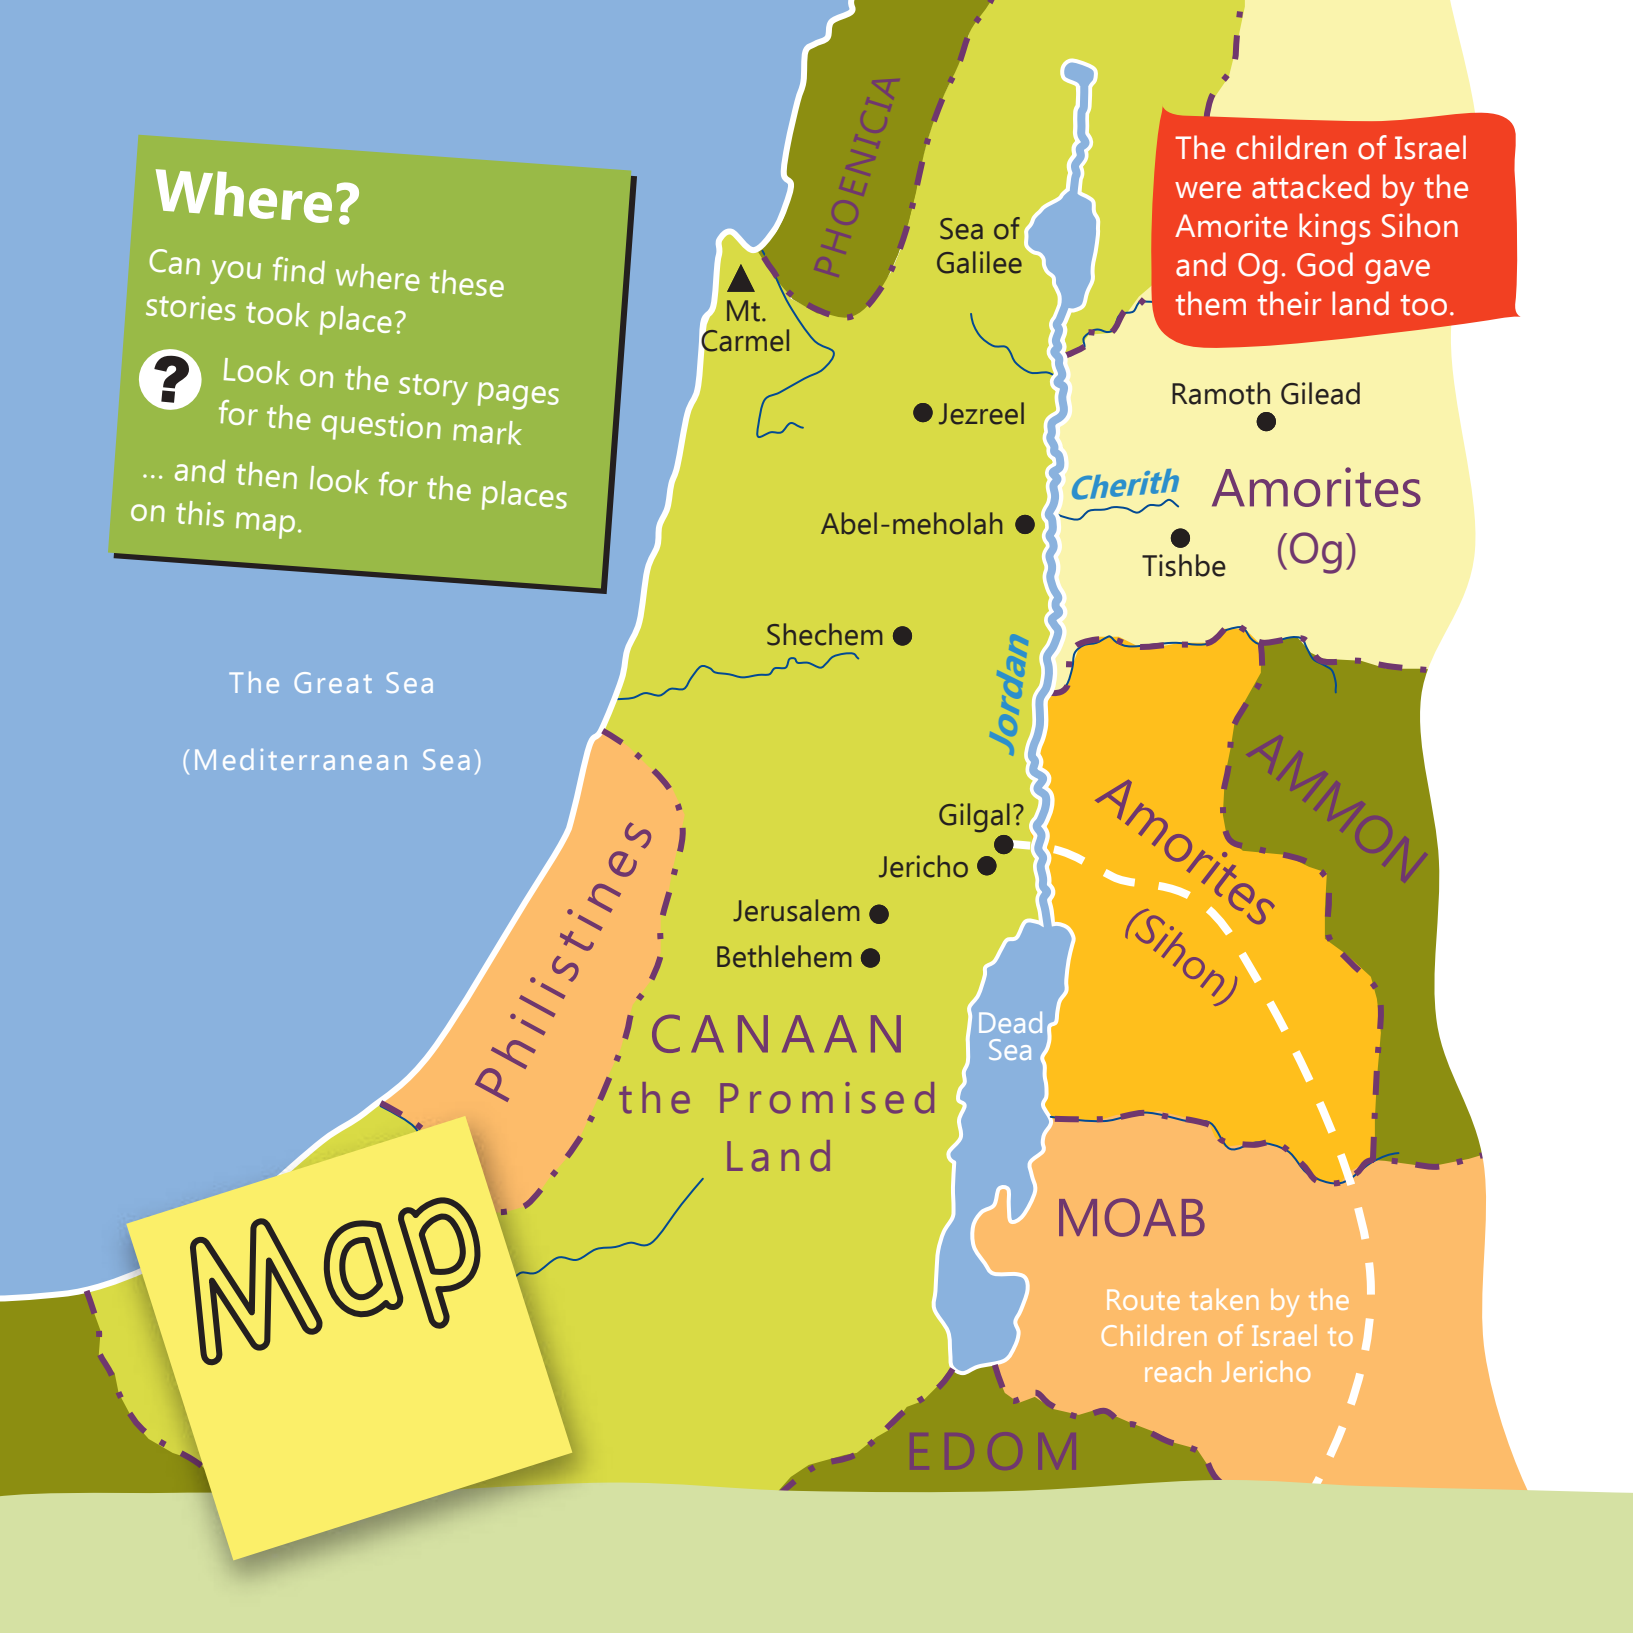 Where?
Can you find where these
stories took place?
?
Look on the story pages
for the question mark
... and then look for the places
on this map.
The Great Sea
(Mediterranean Sea)
PHOENICIA
Sea of
Galilee
The children of Israel
were attacked by the
Amorite kings Sihon
and Og. God gave
them their land too.
Mt.
Carmel
Jezreel
Ramoth Gilead
Cherith
Amorites
(Og)
Abel-meholah
Tishbe
Shechem
Jordan
AMMON
Amorites
(Sihon)
Gilgal?
Jericho
Jerusalem
Bethlehem
Philistines
CANAAN
the Promised
Land
Dead
Sea
MOAB
Route taken by the
Children of Israel to
reach Jericho
EDOM
Map